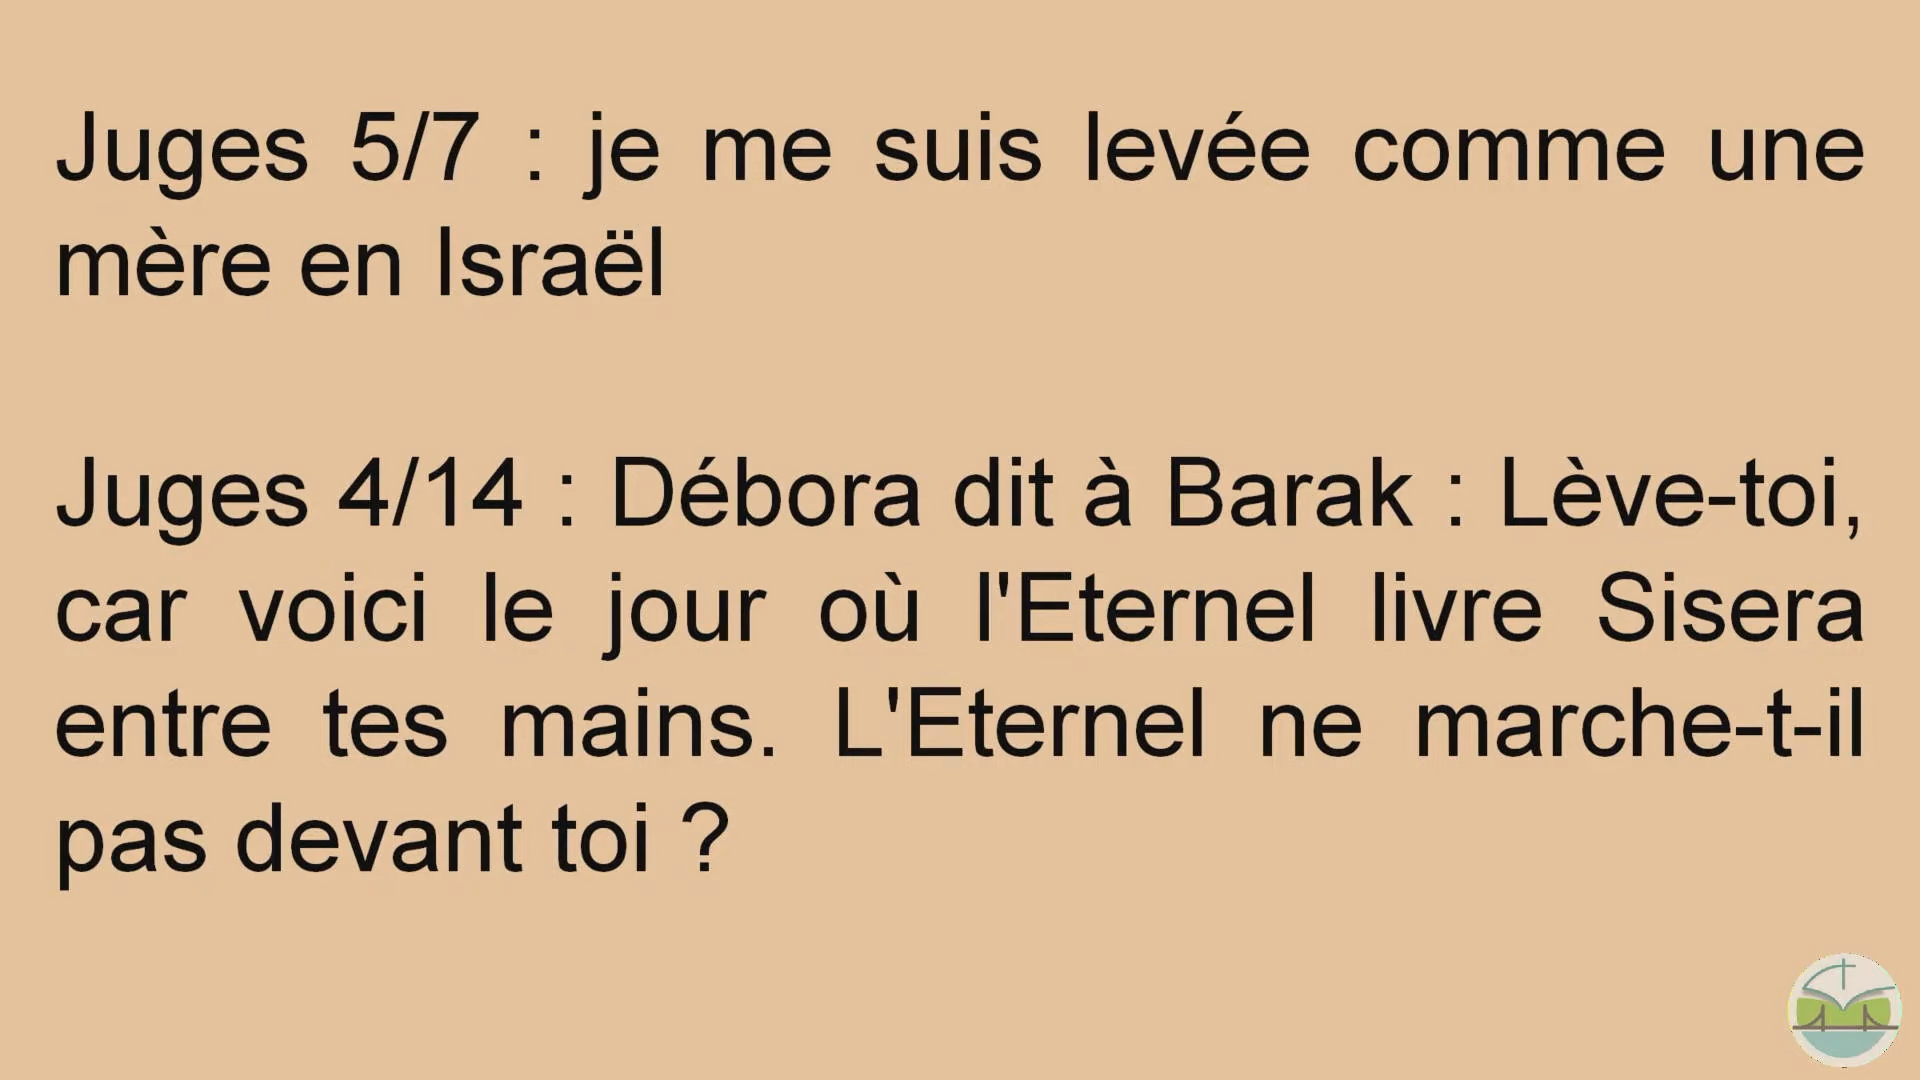 Juges 5/7 : je me suis levée comme une
mère en Israël
Juges 4/14 : Débora dit à Barak : Lève-toi,
car voici le jour où l'Eternel livre Sisera
entre tes mains. L'Eternel ne marche-t-il
pas devant toi ?